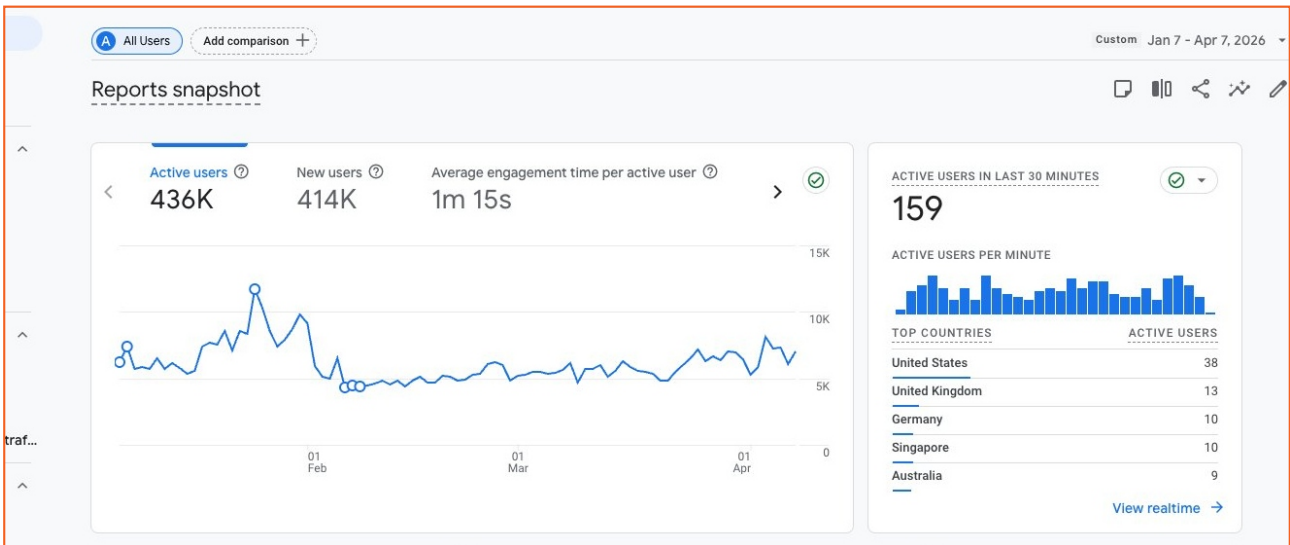 A All Users Add comparison + Custom Jan 7 - Apr 7, 2026
Reports snapshot
Active users New users Average engagement time per active user
436K 414K 1m 15s
15K
10K
5K
0
01 01 01
Feb Mar Apr
ACTIVE USERS IN LAST 30 MINUTES
159
ACTIVE USERS PER MINUTE
TOP COUNTRIES ACTIVE USERS
United States 38
United Kingdom 13
Germany 10
Singapore 10
Australia 9
View realtime
traf...